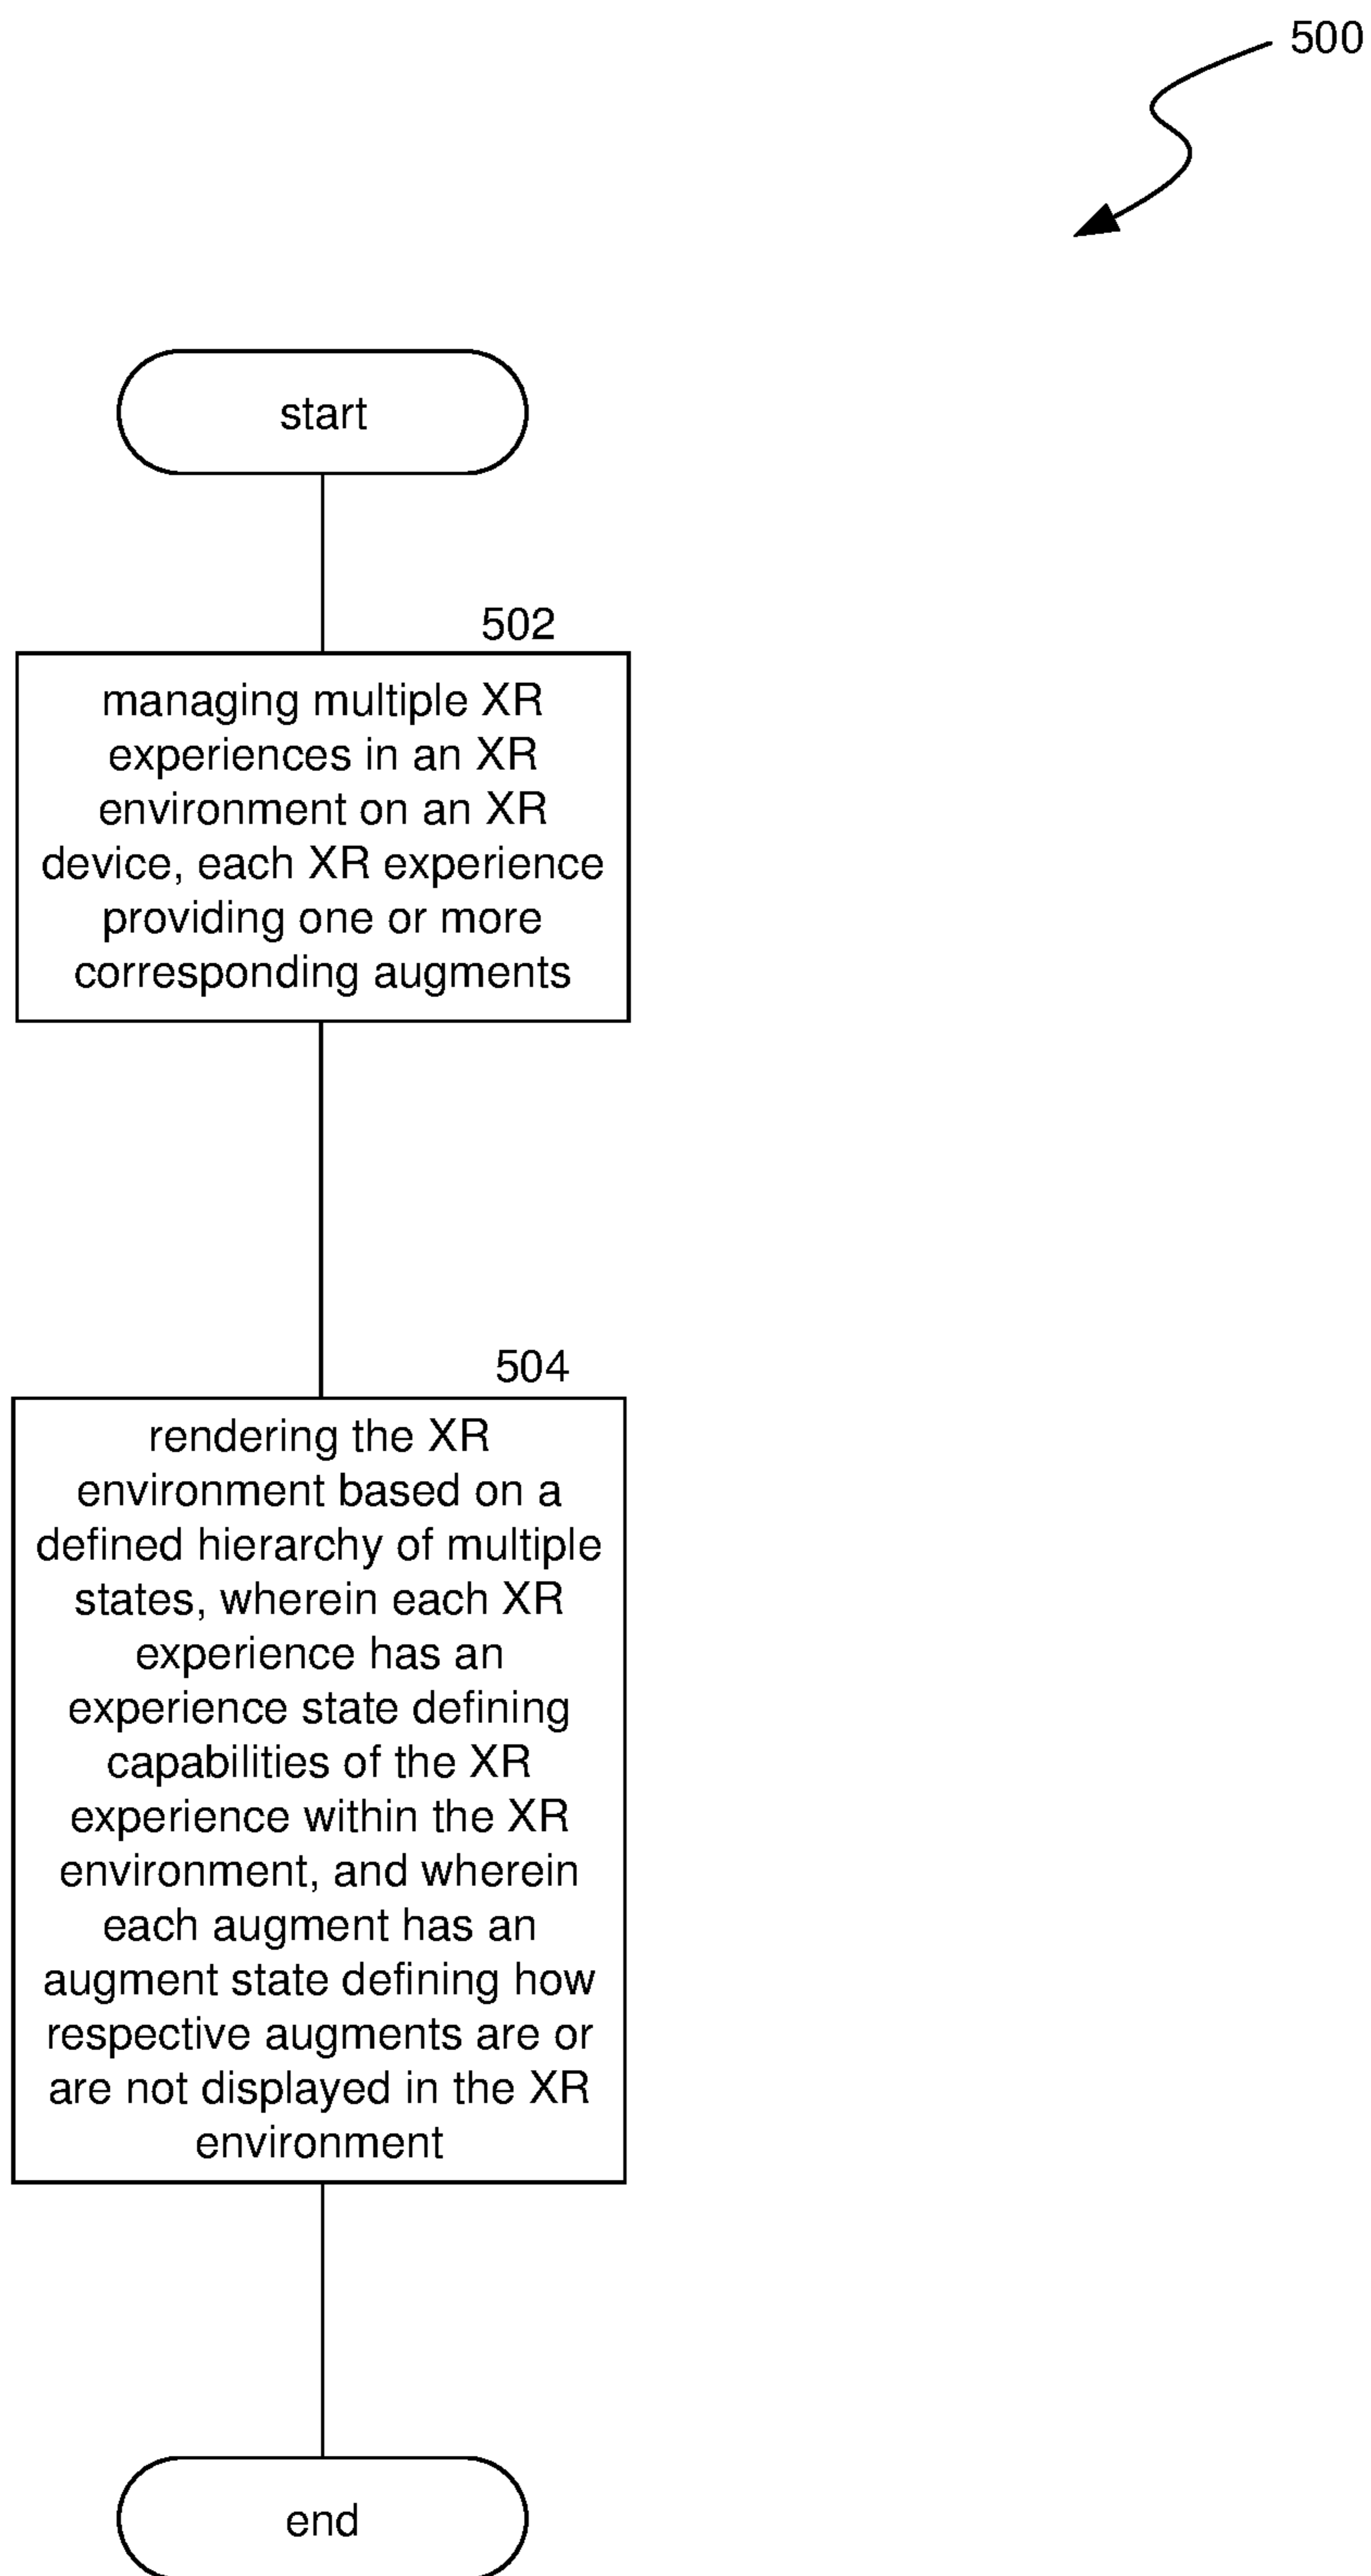 500
start
502
managing multiple XR
experiences in an XR
environment on an XR
device, each XR experience
providing one or more
corresponding augments
504
rendering the XR
environment based on a
defined hierarchy of multiple
states, wherein each XR
experience has an
experience state defining
capabilities of the XR
experience within the XR
environment, and wherein
each augment has an
augment state defining how
respective augments are or
are not displayed in the XR
environment
end